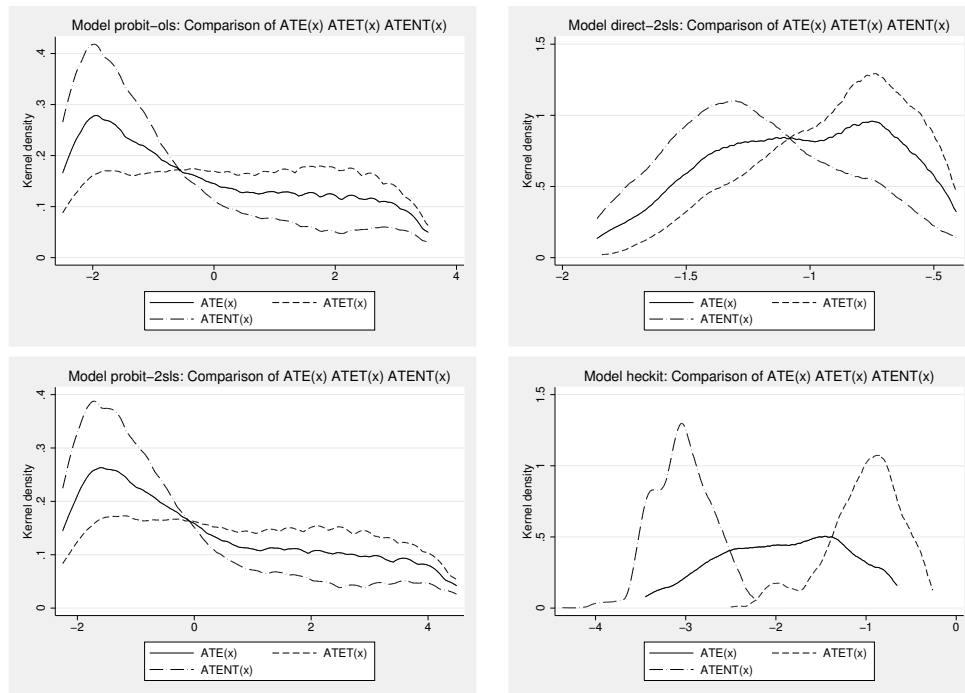 Model probit−ols: Comparison of ATE(x) ATET(x) ATENT(x)
Kernel density
0 .1 .2 .3 .4
−2 0 2 4
ATE(x) ATET(x)
ATENT(x)
Model direct−2sls: Comparison of ATE(x) ATET(x) ATENT(x)
Kernel density
0 .5 1 1.5
−2 −1.5 −1 −.5
ATE(x) ATET(x)
ATENT(x)
Model probit−2sls: Comparison of ATE(x) ATET(x) ATENT(x)
Kernel density
0 .1 .2 .3 .4
−2 0 2 4
ATE(x) ATET(x)
ATENT(x)
Model heckit: Comparison of ATE(x) ATET(x) ATENT(x)
Kernel density
0 .5 1 1.5
−4 −3 −2 −1 0
ATE(x) ATET(x)
ATENT(x)